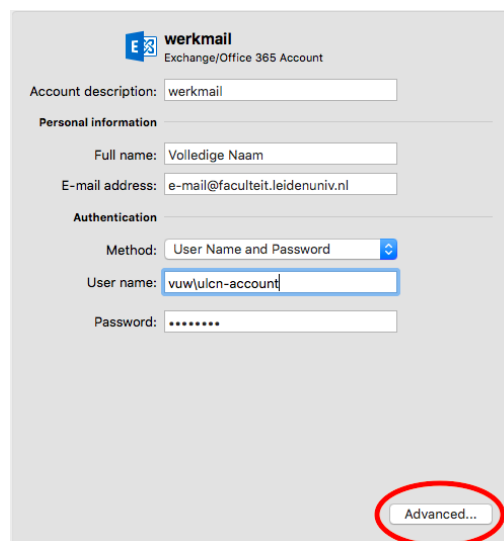 werkmail
Exchange/Office 365 Account
Account description: werkmail
Personal information
Full name: Volledige Naam
E-mail address: e-mail@faculteit.leidenuniv.nl
Authentication
Method: User Name and Password
User name: vuw\ulcn-account
Password: ••••••••
Advanced...